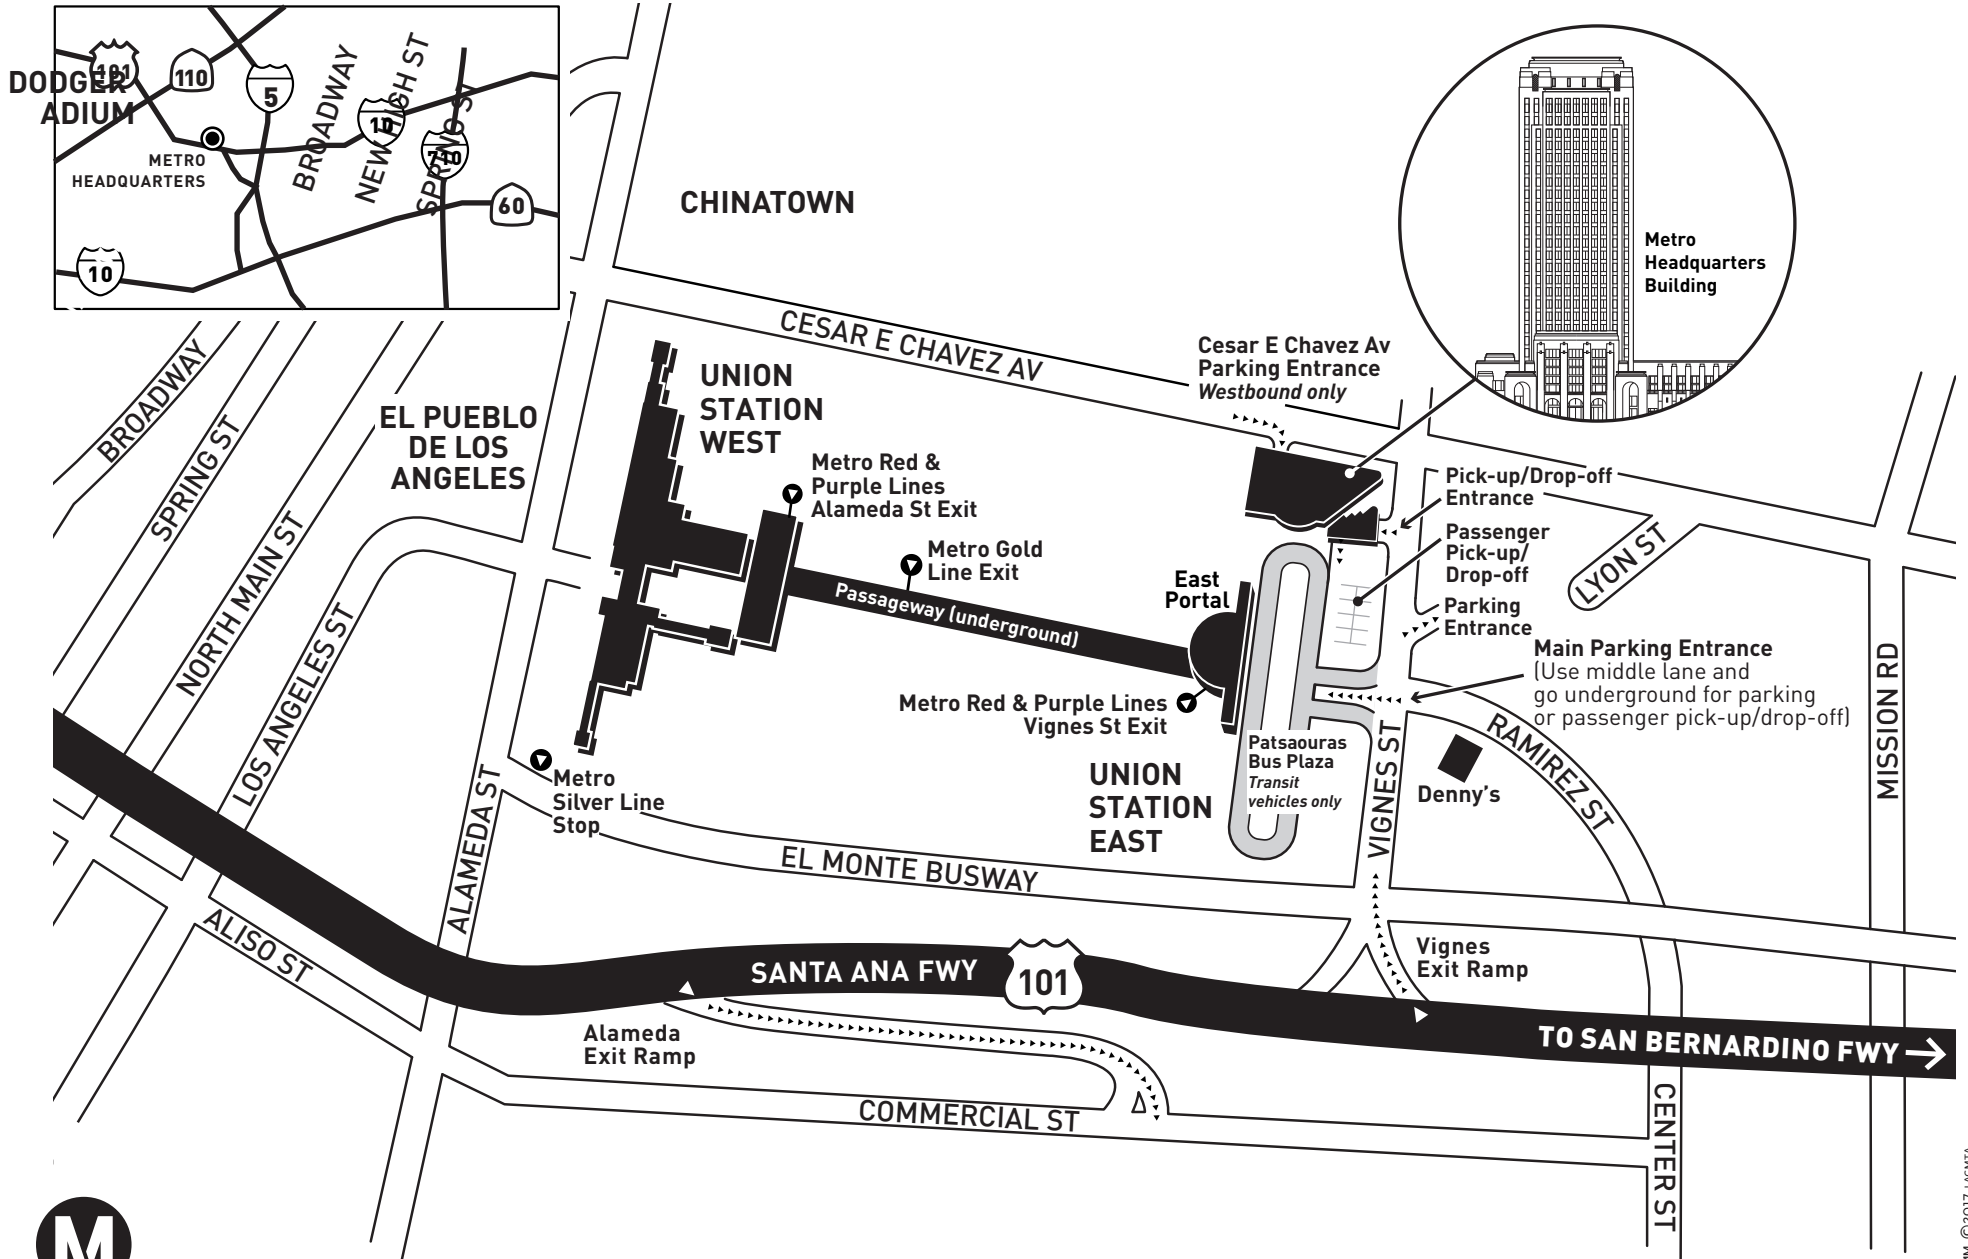 DODGER
ADIUM
101
110
5
10
710
60
10
METRO
HEADQUARTERS
BROADWAY
NEW HIGH ST
SPRING ST
CHINATOWN
Metro
Headquarters
Building
CESAR E CHAVEZ AV
Cesar E Chavez Av
Parking Entrance
Westbound only
BROADWAY
SPRING ST
NORTH MAIN ST
LOS ANGELES ST
EL PUEBLO
DE LOS
ANGELES
UNION
STATION
WEST
Metro Red &
Purple Lines
Alameda St Exit
Metro Gold
Line Exit
Passageway (underground)
East
Portal
Pick-up/Drop-off
Entrance
Passenger
Pick-up/
Drop-off
Parking
Entrance
LYON ST
Main Parking Entrance
(Use middle lane and
go underground for parking
or passenger pick-up/drop-off)
MISSION RD
Metro Red & Purple Lines
Vignes St Exit
Patsaouras
Bus Plaza
Transit
vehicles only
UNION
STATION
EAST
VIGNES ST
Denny's
RAMIREZ ST
Metro
Silver Line
Stop
ALAMEDA ST
EL MONTE BUSWAY
ALISO ST
SANTA ANA FWY
101
Vignes
Exit Ramp
TO SAN BERNARDINO FWY
Alameda
Exit Ramp
COMMERCIAL ST
CENTER ST
M
©2017 LACMTA